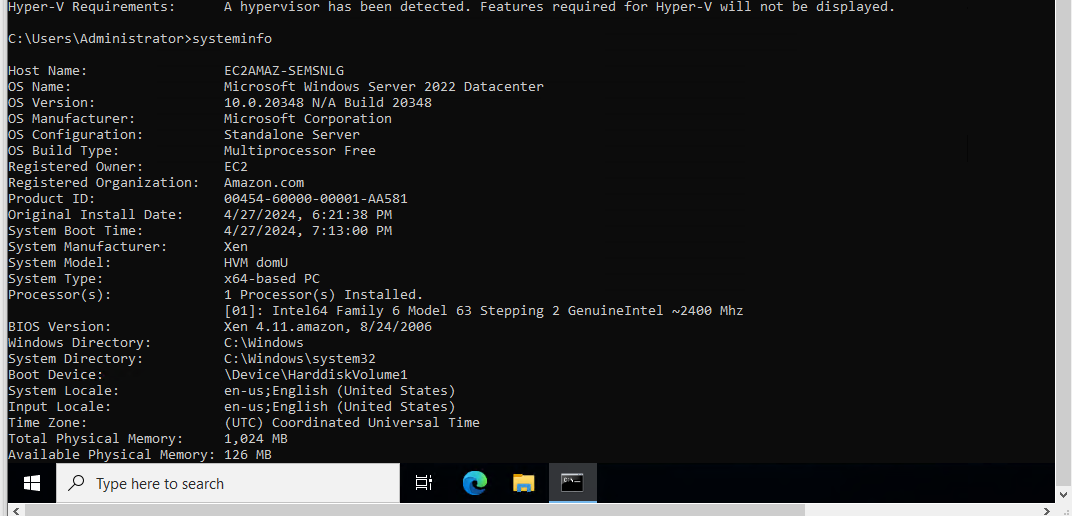 Hyper-V Requirements:      A hypervisor has been detected. Features required for Hyper-V will not be displayed.
C:\Users\Administrator>systeminfo
Host Name:                 EC2AMAZ-SEMSNLG
OS Name:                   Microsoft Windows Server 2022 Datacenter
OS Version:                10.0.20348 N/A Build 20348
OS Manufacturer:           Microsoft Corporation
OS Configuration:          Standalone Server
OS Build Type:             Multiprocessor Free
Registered Owner:          EC2
Registered Organization:   Amazon.com
Product ID:                00454-60000-00001-AA581
Original Install Date:     4/27/2024, 6:21:38 PM
System Boot Time:          4/27/2024, 7:13:00 PM
System Manufacturer:       Xen
System Model:              HVM domU
System Type:               x64-based PC
Processor(s):              1 Processor(s) Installed.
                           [01]: Intel64 Family 6 Model 63 Stepping 2 GenuineIntel ~2400 Mhz
BIOS Version:              Xen 4.11.amazon, 8/24/2006
Windows Directory:         C:\Windows
System Directory:          C:\Windows\system32
Boot Device:               \Device\HarddiskVolume1
System Locale:             en-us;English (United States)
Input Locale:              en-us;English (United States)
Time Zone:                 (UTC) Coordinated Universal Time
Total Physical Memory:     1,024 MB
Available Physical Memory: 126 MB
Type here to search